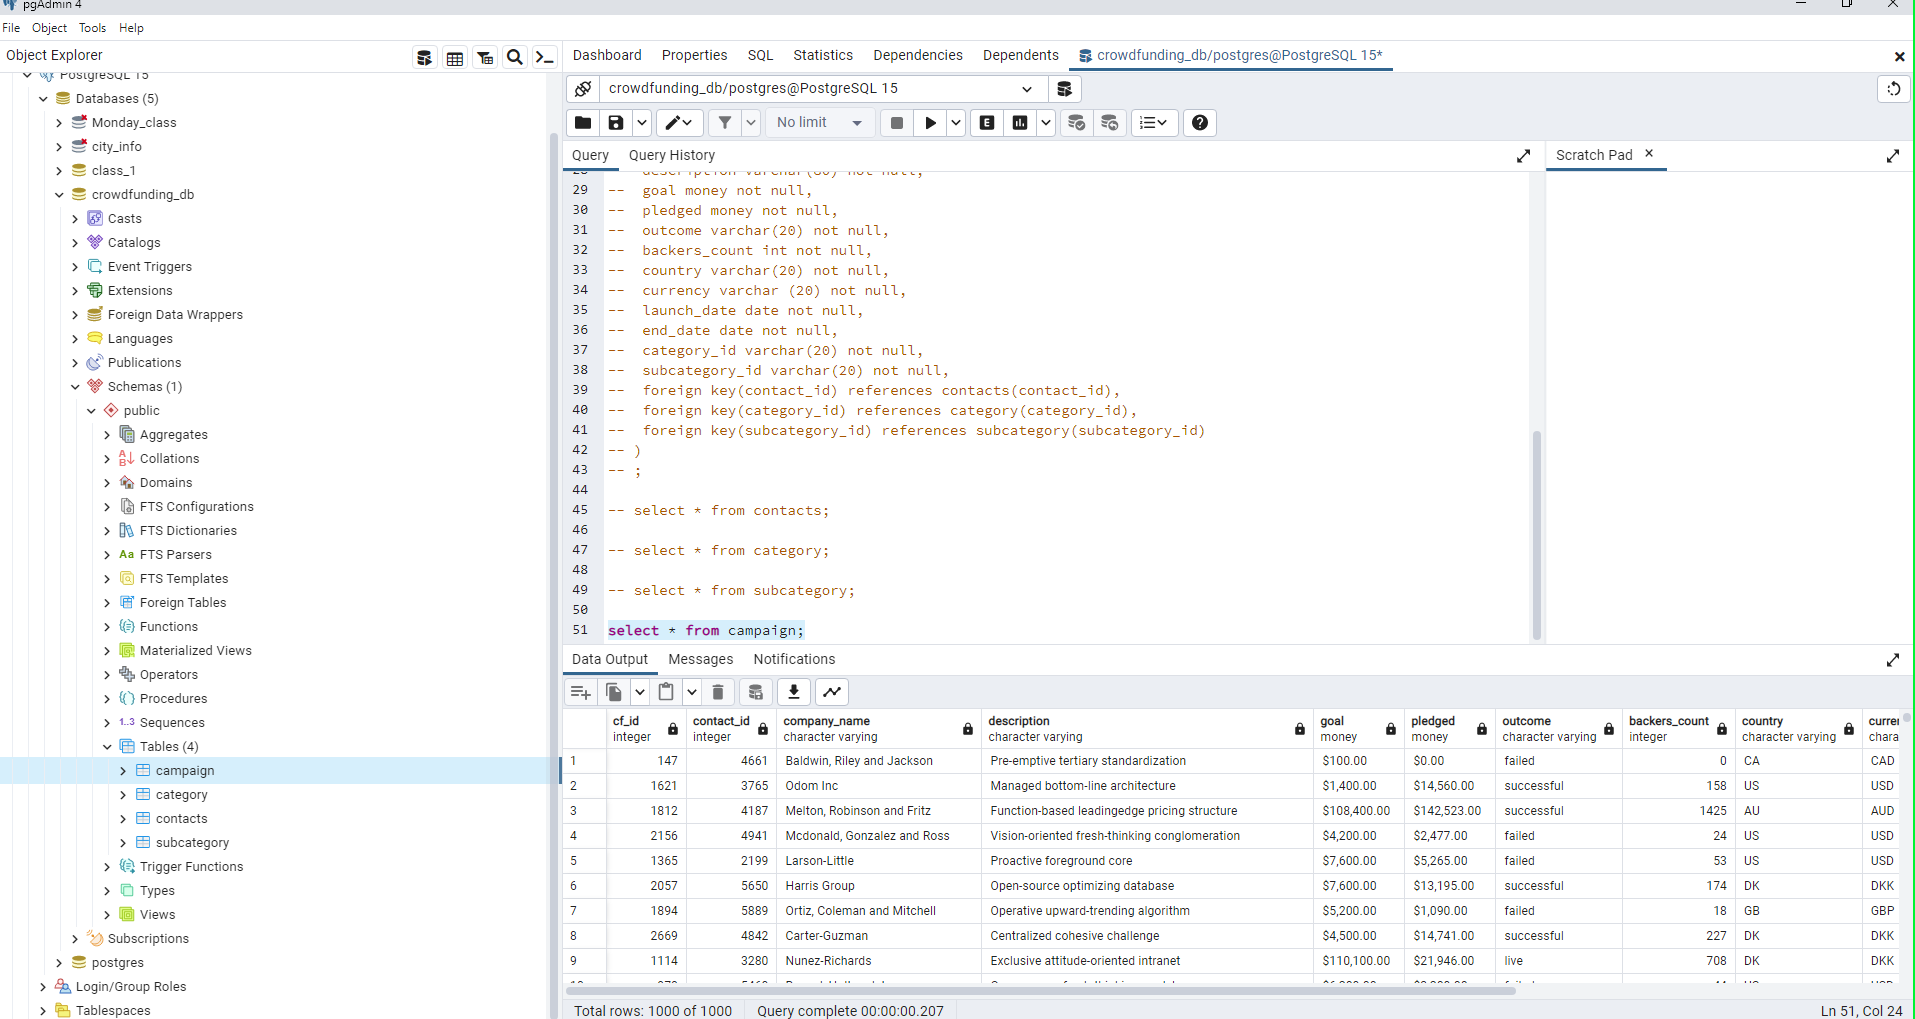 pgAdmin 4
File Object Tools Help
Object Explorer
PostgreSQL 15
Databases (5)
Monday_class
city_info
class_1
crowdfunding_db
Casts
Catalogs
Event Triggers
Extensions
Foreign Data Wrappers
Languages
Publications
Schemas (1)
public
Aggregates
Collations
Domains
FTS Configurations
FTS Dictionaries
Aa FTS Parsers
FTS Templates
Foreign Tables
Functions
Materialized Views
Operators
Procedures
1..3 Sequences
Tables (4)
campaign
category
contacts
subcategory
Trigger Functions
Types
Views
Subscriptions
postgres
Login/Group Roles
Tablespaces
Dashboard Properties SQL Statistics Dependencies Dependents crowdfunding_db/postgres@PostgreSQL 15*
crowdfunding_db/postgres@PostgreSQL 15
No limit E
Query Query History
Scratch Pad
28 description varchar(80) not null,
29 -- goal money not null,
30 -- pledged money not null,
31 -- outcome varchar(20) not null,
32 -- backers_count int not null,
33 -- country varchar(20) not null,
34 -- currency varchar (20) not null,
35 -- launch_date date not null,
36 -- end_date date not null,
37 -- category_id varchar(20) not null,
38 -- subcategory_id varchar(20) not null,
39 -- foreign key(contact_id) references contacts(contact_id),
40 -- foreign key(category_id) references category(category_id),
41 -- foreign key(subcategory_id) references subcategory(subcategory_id)
42 -- )
43 -- ;
44
45 -- select * from contacts;
46
47 -- select * from category;
48
49 -- select * from subcategory;
50
51 select * from campaign;
Data Output Messages Notifications
cf_id contact_id company_name description goal pledged outcome backers_count country curre
integer integer character varying character varying money money character varying integer character varying chara
1 147 4661 Baldwin, Riley and Jackson Pre-emptive tertiary standardization $100.00 $0.00 failed 0 CA CAD
2 1621 3765 Odom Inc Managed bottom-line architecture $1,400.00 $14,560.00 successful 158 US USD
3 1812 4187 Melton, Robinson and Fritz Function-based leadingedge pricing structure $108,400.00 $142,523.00 successful 1425 AU AUD
4 2156 4941 Mcdonald, Gonzalez and Ross Vision-oriented fresh-thinking conglomeration $4,200.00 $2,477.00 failed 24 US USD
5 1365 2199 Larson-Little Proactive foreground core $7,600.00 $5,265.00 failed 53 US USD
6 2057 5650 Harris Group Open-source optimizing database $7,600.00 $13,195.00 successful 174 DK DKK
7 1894 5889 Ortiz, Coleman and Mitchell Operative upward-trending algorithm $5,200.00 $1,090.00 failed 18 GB GBP
8 2669 4842 Carter-Guzman Centralized cohesive challenge $4,500.00 $14,741.00 successful 227 DK DKK
9 1114 3280 Nunez-Richards Exclusive attitude-oriented intranet $110,100.00 $21,946.00 live 708 DK DKK
Total rows: 1000 of 1000 Query complete 00:00:00.207 Ln 51, Col 24